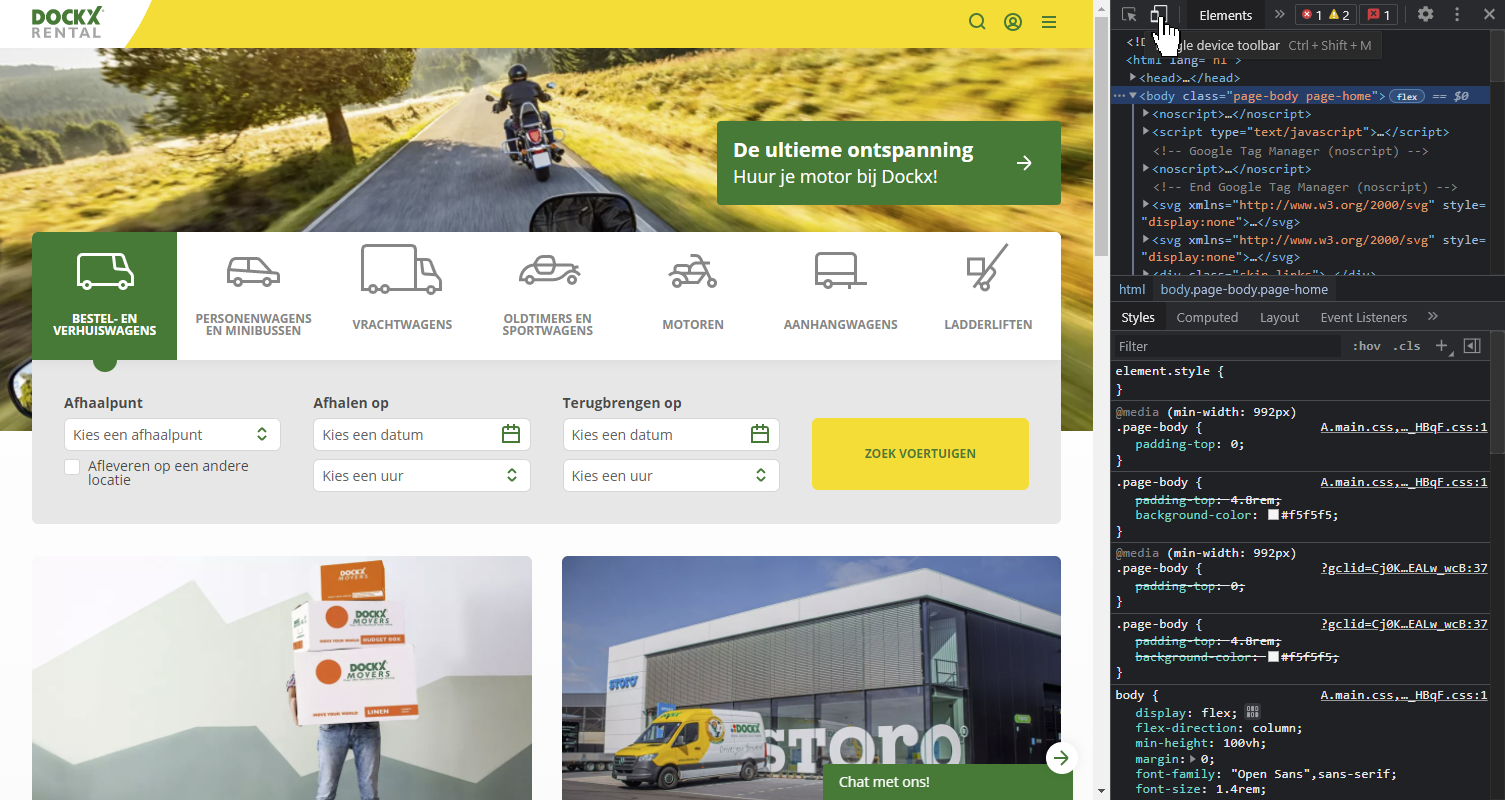 DOCKX
RENTAL
De ultieme ontspanning
Huur je motor bij Dockx!
BESTEL- EN
VERHUISWAGENS
PERSONENWAGENS
EN MINIBUSSEN
VRACHTWAGENS
OLDTIMERS EN
SPORTWAGENS
MOTOREN
AANHANGWAGENS
LADDERLIFTEN
Afhaalpunt
Kies een afhaalpunt
Afleveren op een andere
locatie
Afhalen op
Kies een datum
Kies een uur
Terugbrengen op
Kies een datum
Kies een uur
ZOEK VOERTUIGEN
DOCKX
MOVERS
DOCKX
MOVERS
MOVE YOUR WORLD
BUDGET BOX
DOCKX
MOVERS
MOVE YOUR WORLD
LINEN
STORO
DOCKX
STORO
Chat met ons!
Elements
1
2
1
device toolbar Ctrl + Shift + M
<html lang="nl">
<head>…</head>
<body class="page-body page-home"> flex == $0
<noscript>…</noscript>
<script type="text/javascript">…</script>
<!-- Google Tag Manager (noscript) -->
<noscript>…</noscript>
<!-- End Google Tag Manager (noscript) -->
<svg xmlns="http://www.w3.org/2000/svg" style=
"display:none">…</svg>
<svg xmlns="http://www.w3.org/2000/svg" style=
"display:none">…</svg>
<div class="skip-links">…</div>
html body.page-body.page-home
Styles Computed Layout Event Listeners
Filter :hov .cls
element.style {
}
@media (min-width: 992px)
.page-body { A.main.css,…_HBqF.css:1
padding-top: 0;
}
.page-body { A.main.css,…_HBqF.css:1
padding-top: 4.8rem;
background-color: #f5f5f5;
}
@media (min-width: 992px)
.page-body { ?gclid=Cj0K…EALw_wcB:37
padding-top: 0;
}
.page-body { ?gclid=Cj0K…EALw_wcB:37
padding-top: 4.8rem;
background-color: #f5f5f5;
}
body { A.main.css,…_HBqF.css:1
display: flex;
flex-direction: column;
min-height: 100vh;
margin: 0;
font-family: "Open Sans",sans-serif;
font-size: 1.4rem;